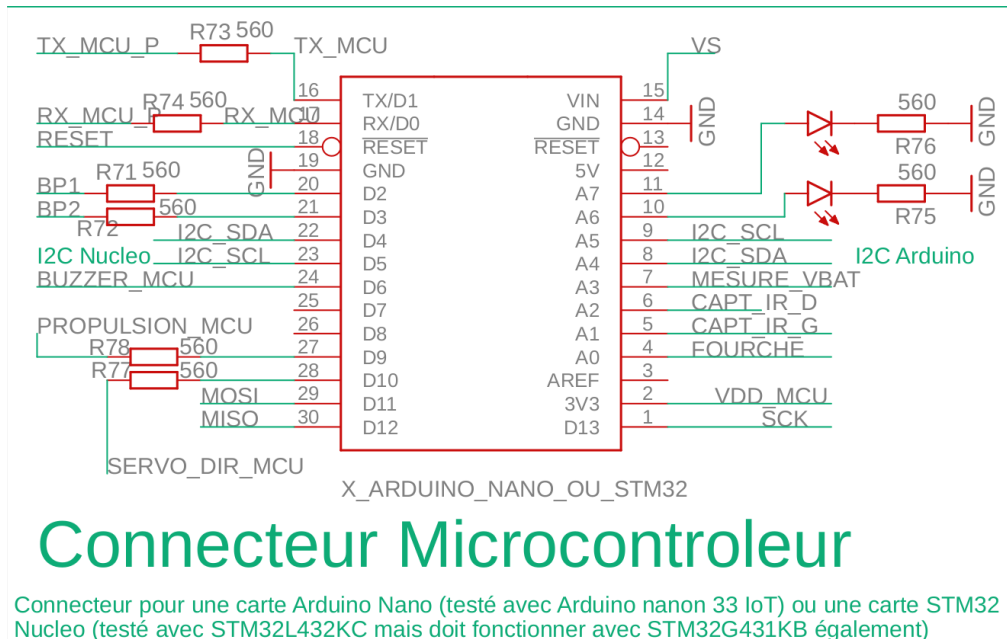 R73 560
TX_MCU_P TX_MCU VS
16 TX/D1 VIN 15
R74 560
RX_MCU_P RX_MCU 17 RX/D0 GND 14 GND 560 GND
RESET 18 RESET RESET 13 R76
GND 19 GND 5V 12
R71 560 560
BP1 20 D2 A7 11
BP2 560 21 D3 A6 10 GND
R72 R75
I2C_SDA 22 D4 A5 9 I2C_SCL
I2C Nucleo I2C_SCL 23 D5 A4 8 I2C_SDA I2C Arduino
BUZZER_MCU 24 D6 A3 7 MESURE_VBAT
25 D7 A2 6 CAPT_IR_D
PROPULSION_MCU 26 D8 A1 5 CAPT_IR_G
R78 560 27 D9 A0 4 FOURCHE
R77 560 28 D10 AREF 3
MOSI 29 D11 3V3 2 VDD_MCU
MISO 30 D12 D13 1 SCK
SERVO_DIR_MCU
X_ARDUINO_NANO_OU_STM32
Connecteur Microcontroleur
Connecteur pour une carte Arduino Nano (testé avec Arduino nanon 33 IoT) ou une carte STM32
Nucleo (testé avec STM32L432KC mais doit fonctionner avec STM32G431KB également)